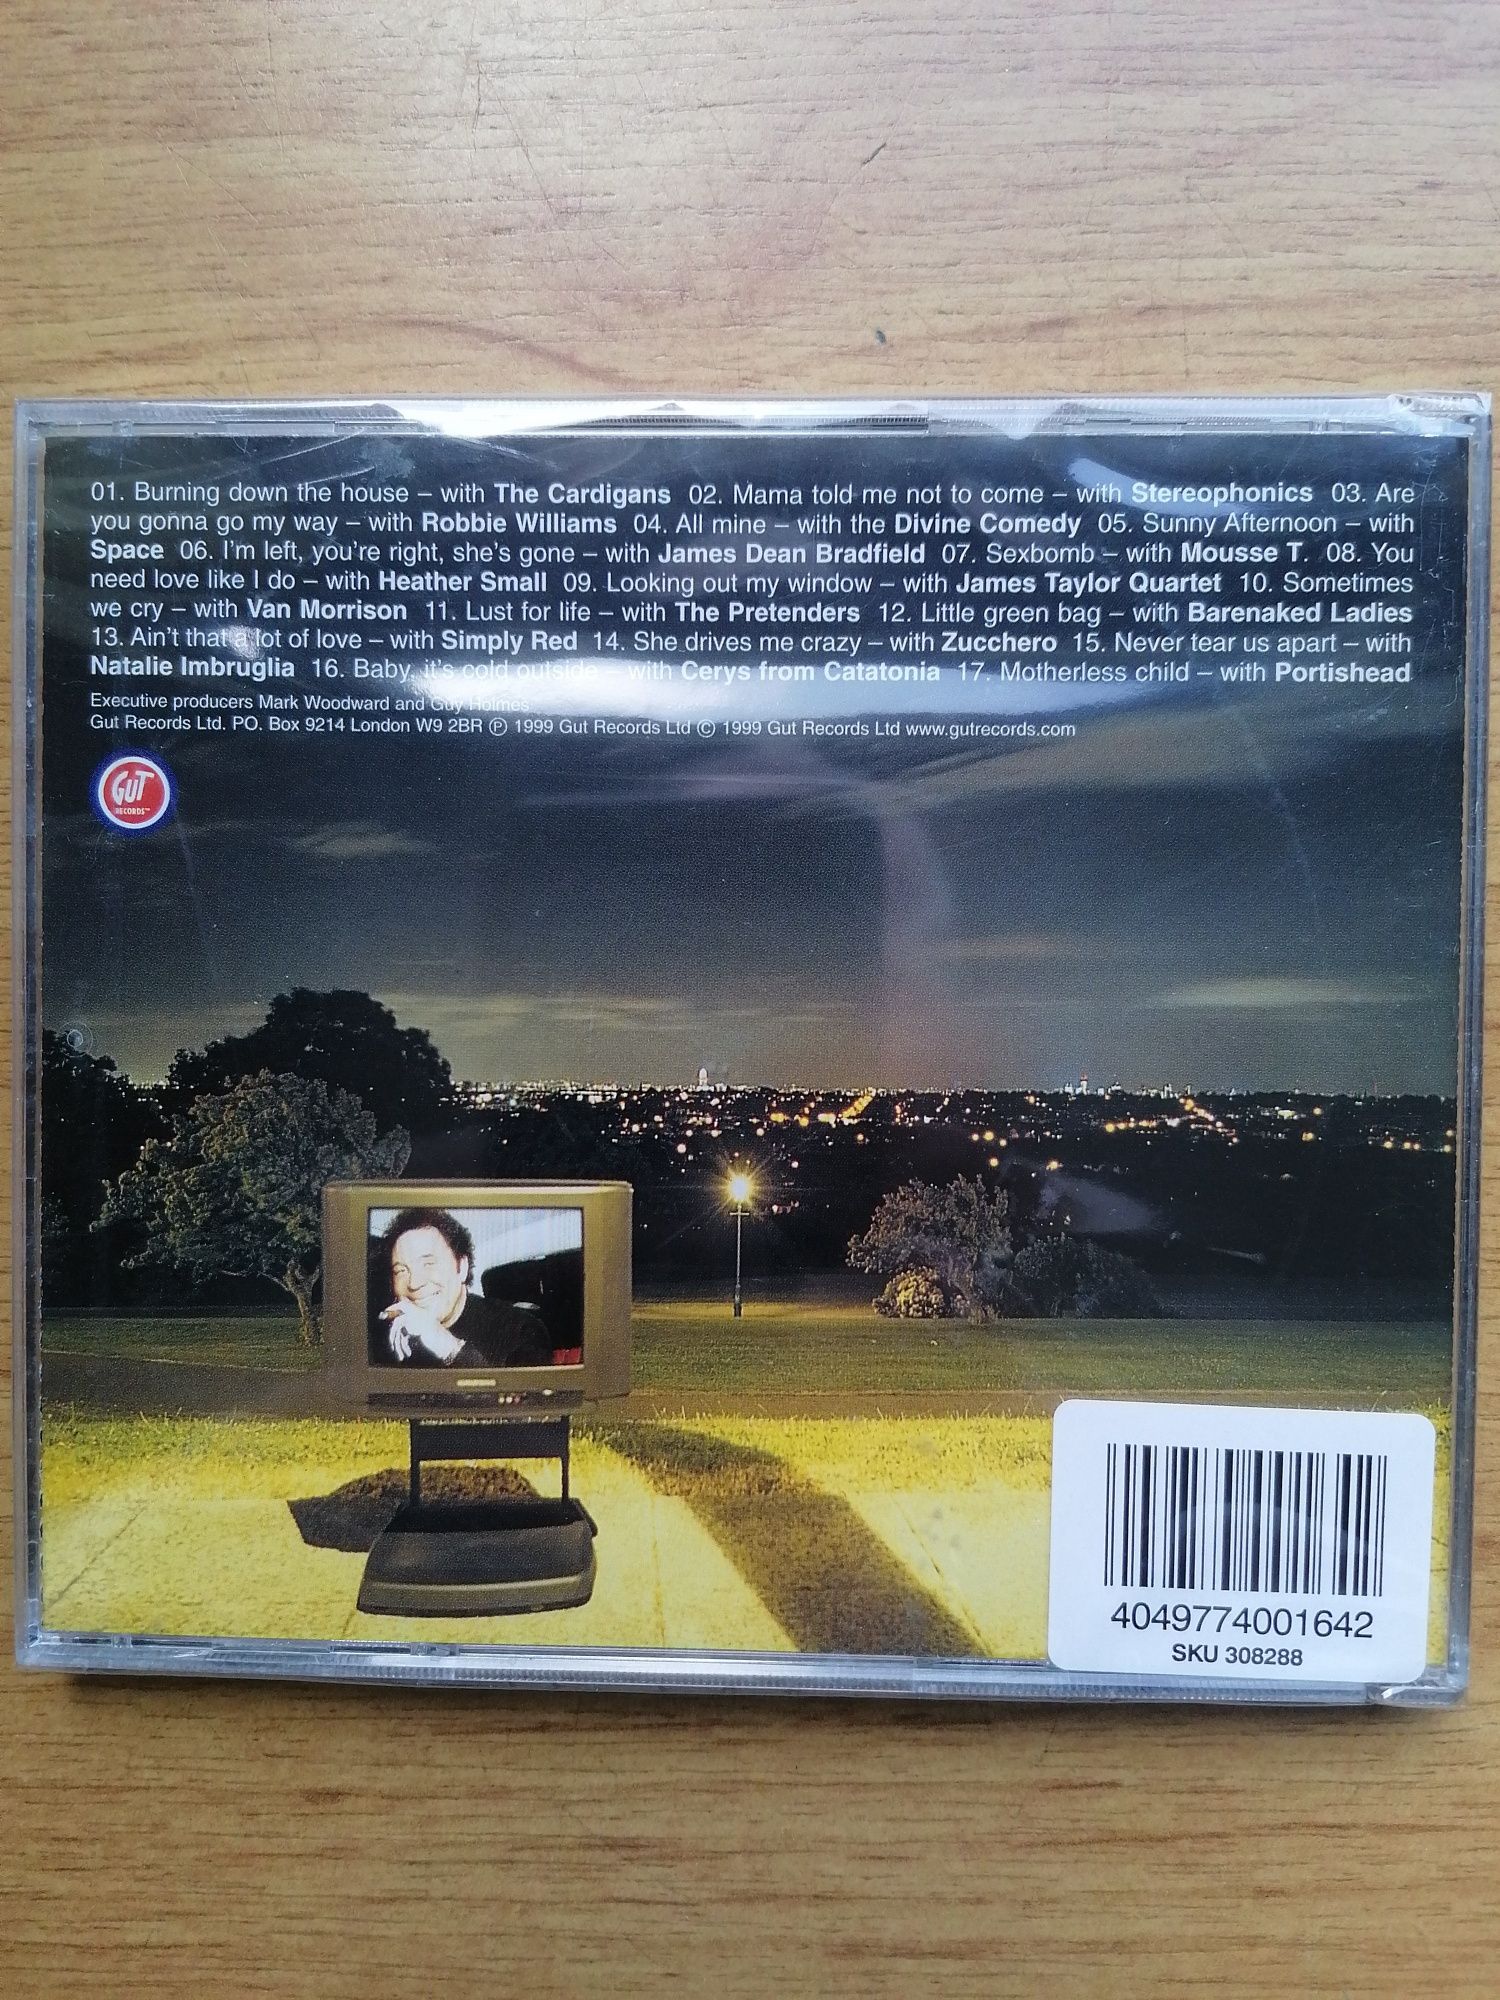 01. Burning down the house – with The Cardigans 02. Mama told me not to come – with Stereophonics 03. Are
you gonna go my way – with Robbie Williams 04. All mine – with the Divine Comedy 05. Sunny Afternoon – with
Space 06. I'm left, you're right, she's gone – with James Dean Bradfield 07. Sexbomb – with Mousse T. 08. You
need love like I do – with Heather Small 09. Looking out my window – with James Taylor Quartet 10. Sometimes
we cry – with Van Morrison 11. Lust for life – with The Pretenders 12. Little green bag – with Barenaked Ladies
13. Ain't that a lot of love – with Simply Red 14. She drives me crazy – with Zucchero 15. Never tear us apart – with
Natalie Imbruglia 16. Baby, it's cold outside – with Cerys from Catatonia 17. Motherless child – with Portishead
Executive producers Mark Woodward and Guy Holmes
Gut Records Ltd. PO. Box 9214 London W9 2BR ℗ 1999 Gut Records Ltd © 1999 Gut Records Ltd www.gutrecords.com
GUT
RECORDS™
4049774001642
SKU 308288